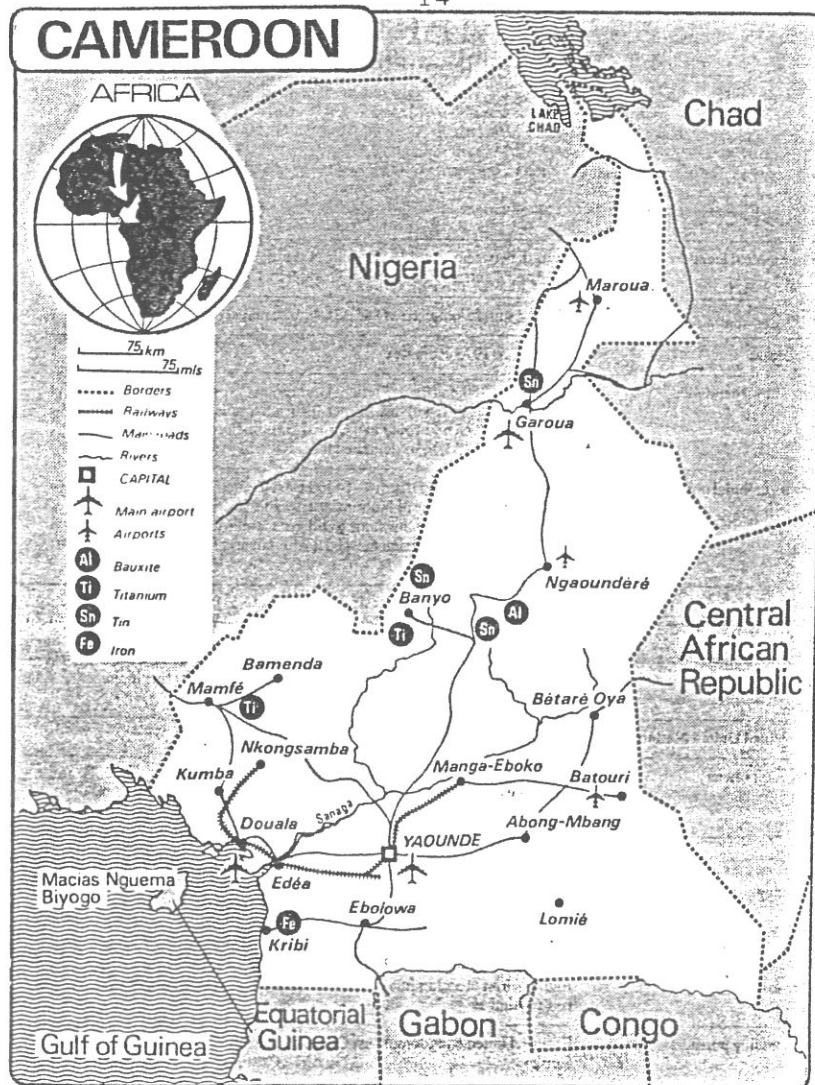 14
CAMEROON
AFRICA
LAKE
CHAD
Chad
Nigeria
Maroua
75 km
75 mls
Borders
Railways
Main roads
Rivers
CAPITAL
Main airport
Airports
Al
Bauxite
Ti
Titanium
Sn
Tin
Fe
Iron
Sn
Garoua
Ngaoundéré
Sn
Banyo
Ti
Sn
Al
Central
African
Republic
Bamenda
Mamfé
Ti
Bétaré Oya
Nkongsamba
Kumba
Manga-Eboko
Batouri
Sanaga
Douala
YAOUNDE
Abong-Mbang
Edéa
Macias Nguema
Biyogo
Ebolowa
Lomié
Fe
Kribi
Equatorial
Guinea
Gabon
Congo
Gulf of Guinea